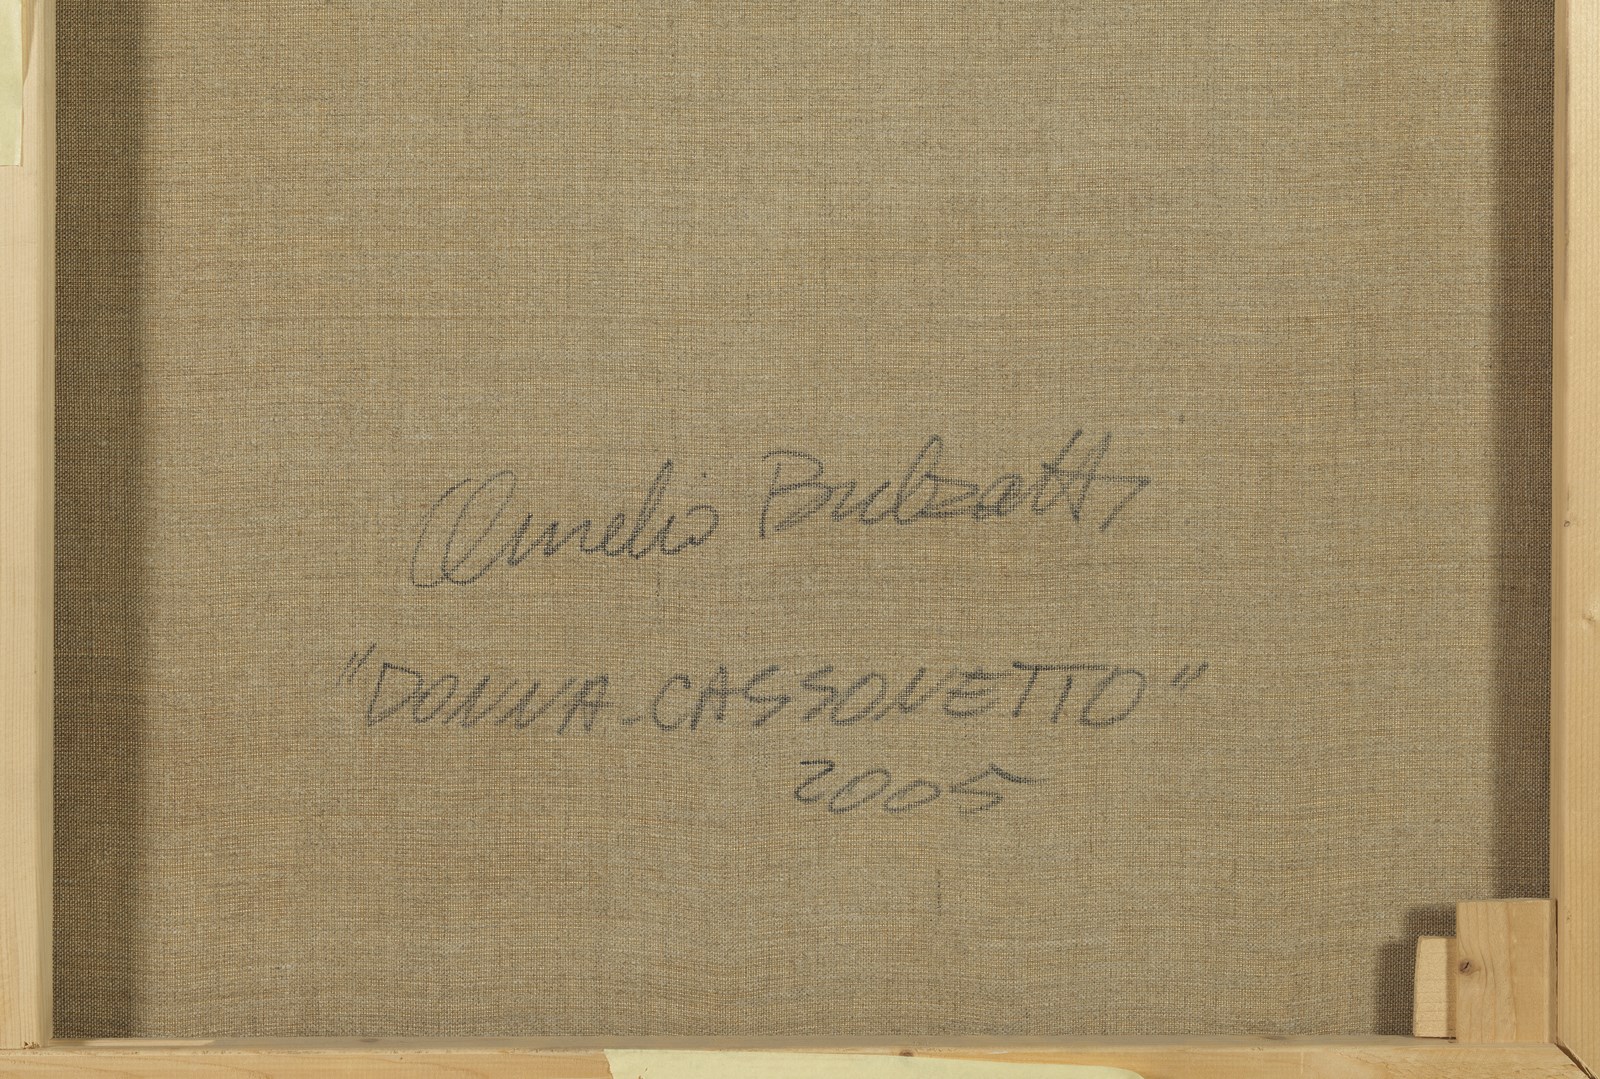 Aurelio Bulzatti
"DONNA-CASSONETTO"
2005